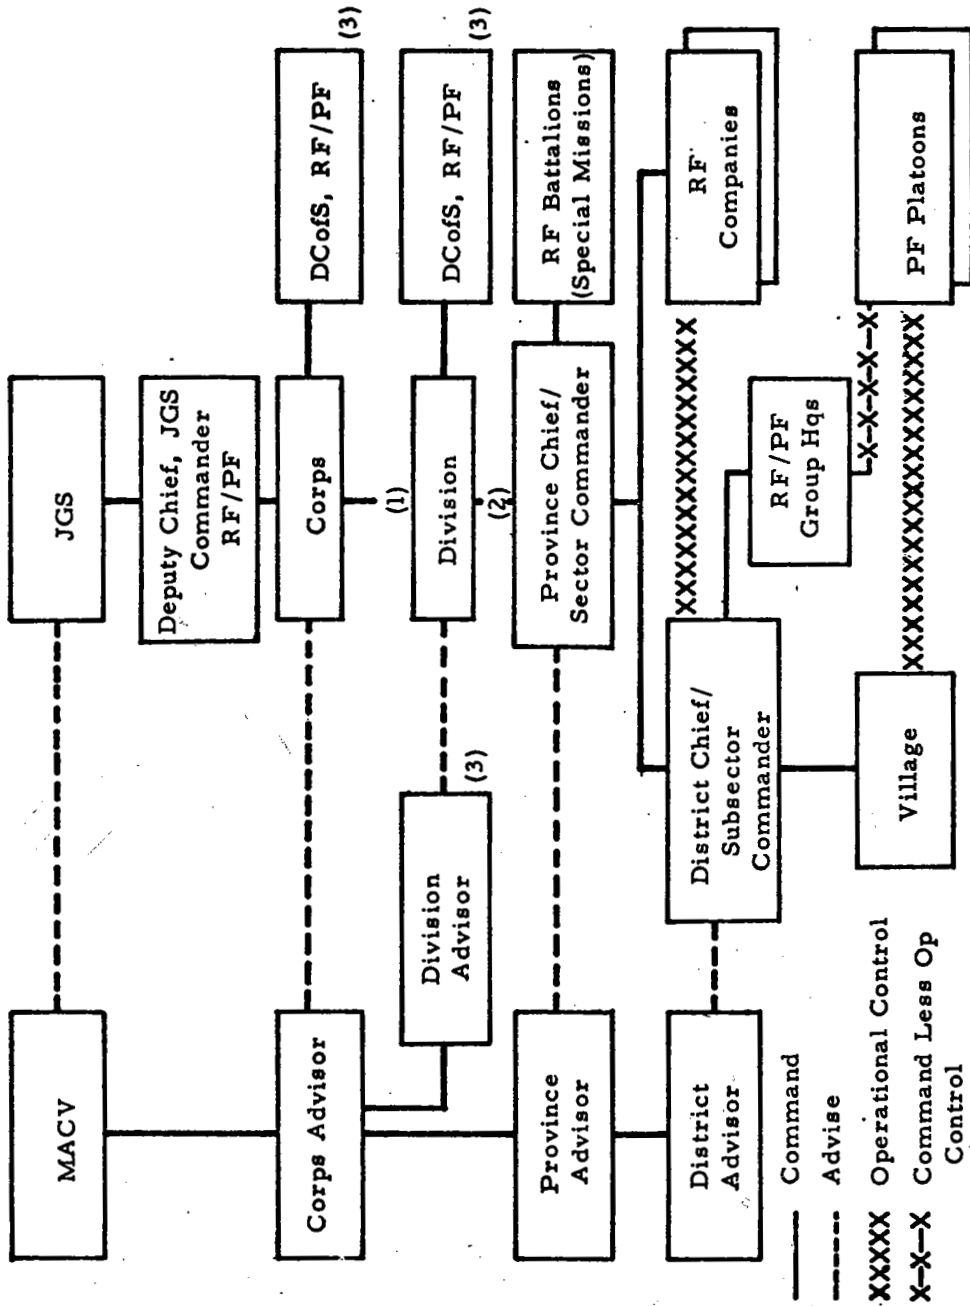 MACV
JGS
Deputy Chief, JGS
Commander
RF/PF
Corps Advisor
Corps
DCofS, RF/PF
(3)
(1)
Division
Advisor
(3)
Division
DCofS, RF/PF
(3)
(2)
Province
Advisor
Province Chief/
Sector Commander
RF Battalions
(Special Missions)
District
Advisor
District Chief/
Subsector
Commander
XXXXXXXXXXXXXXXXX
RF
Companies
RF/PF
Group Hqs
X-X-X-X-X-
Village
XXXXXXXXXXXXXXXXXXXX
PF Platoons
Command
Advise
XXXXX Operational Control
X-X-X Command Less Op
Control